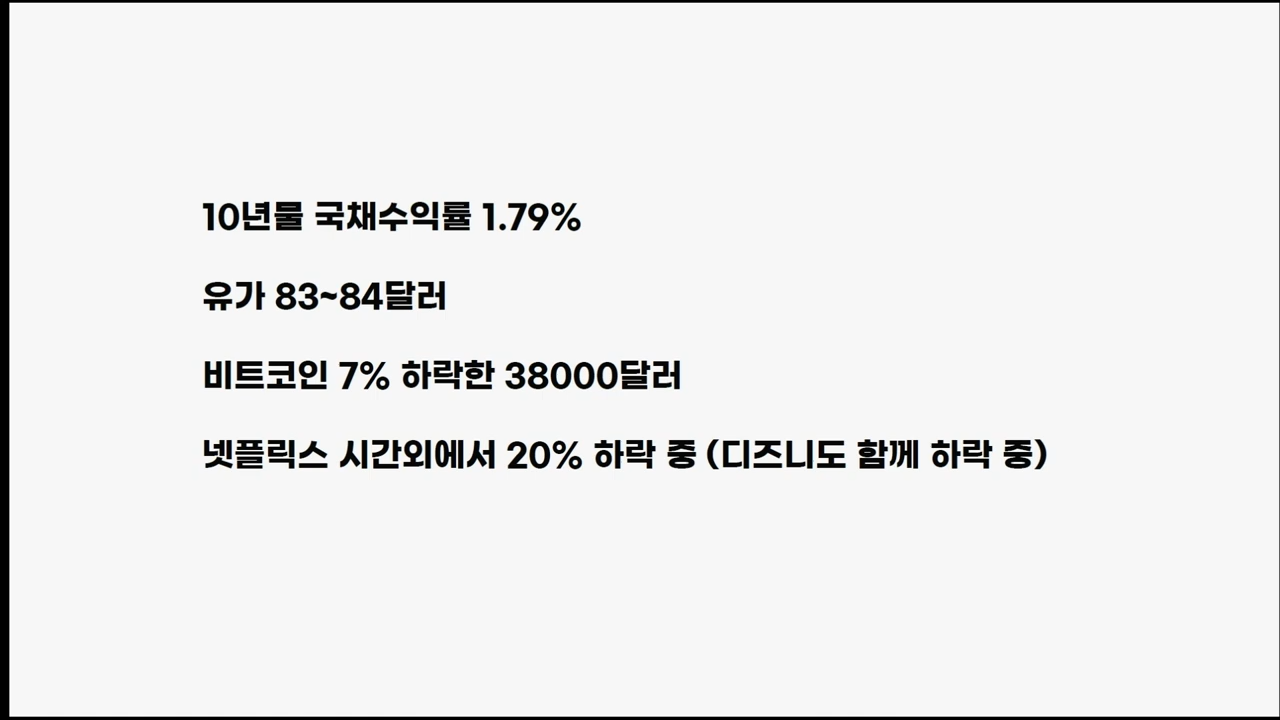 10년물 국채수익률 1.79%
유가 83~84달러
비트코인 7% 하락한 38000달러
넷플릭스 시간외에서 20% 하락 중 (디즈니도 함께 하락 중)